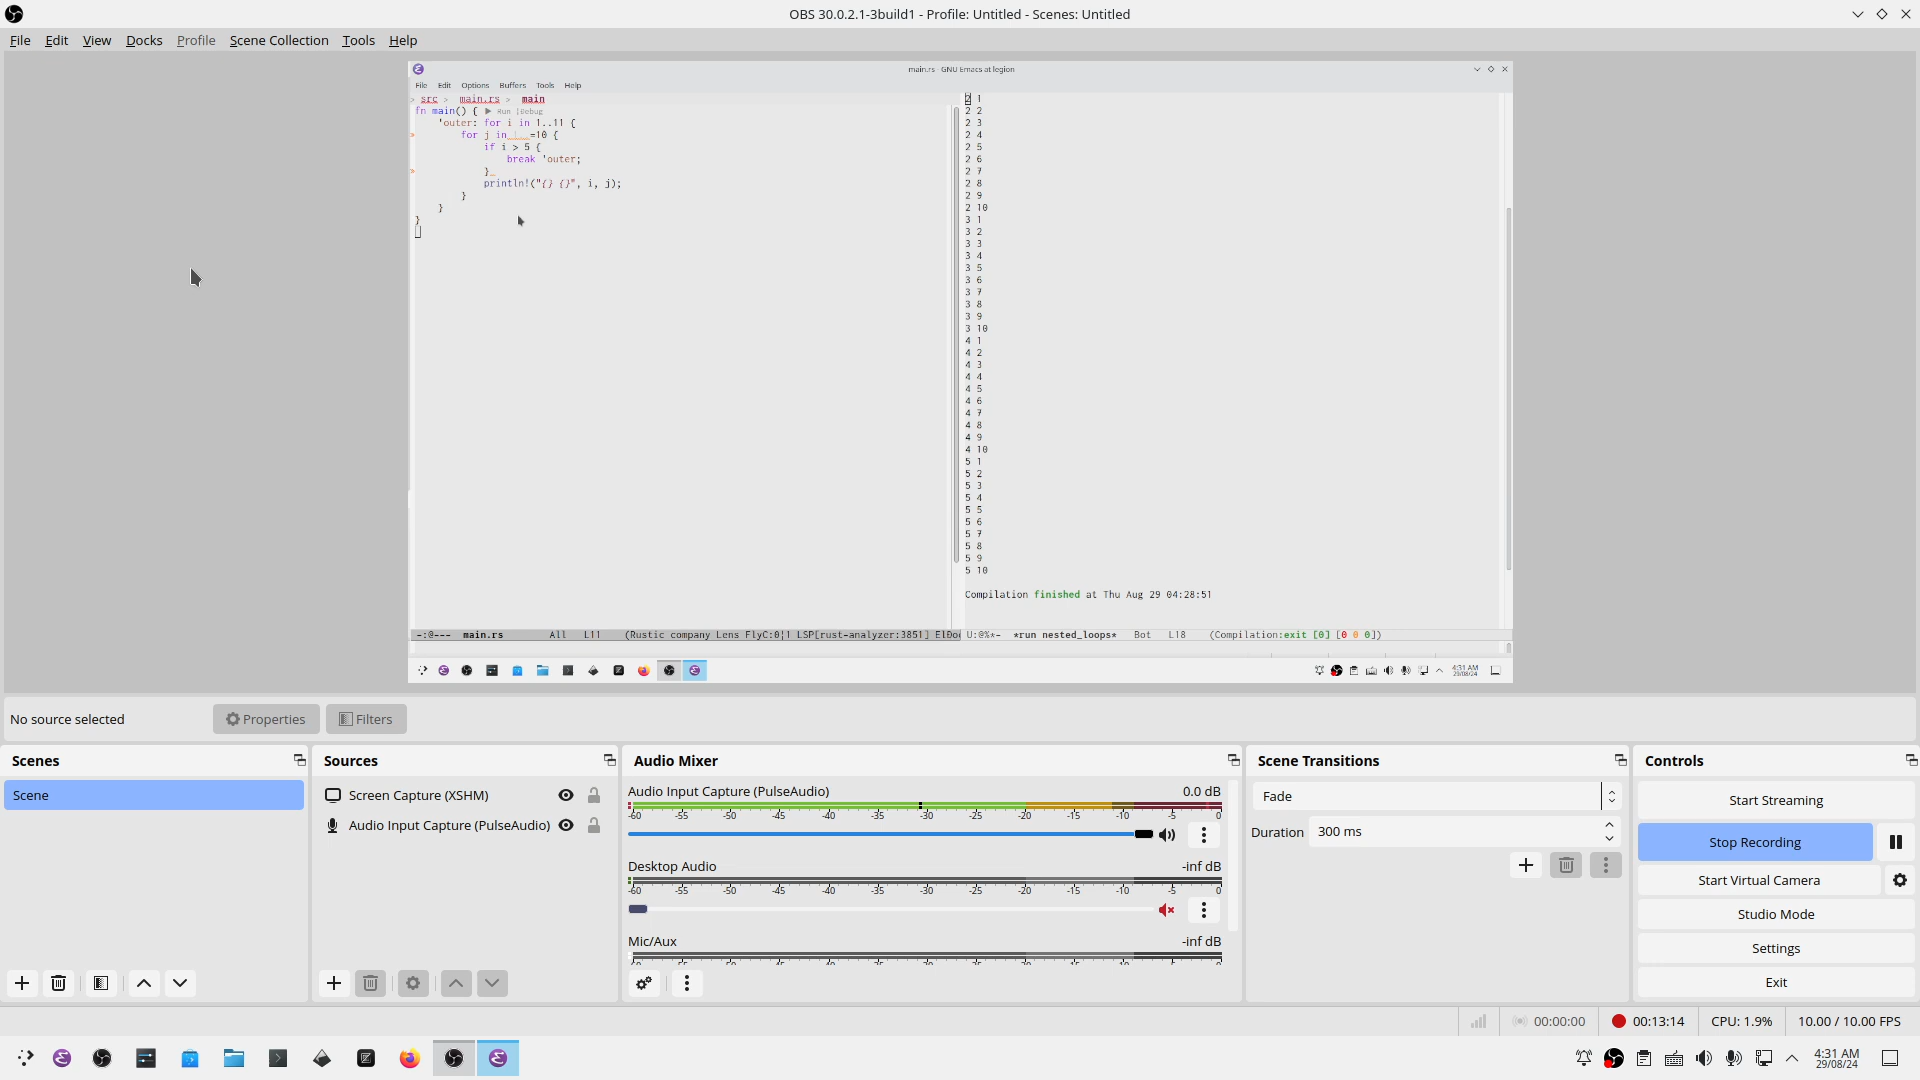 OBS 30.0.2.1-3build1 - Profile: Untitled - Scenes: Untitled
File Edit View Docks Profile Scene Collection Tools Help
main.rs - GNU Emacs at legion
File Edit Options Buffers Tools Help
> src > main.rs > main
fn main() { ▶ Run |Debug
'outer: for i in 1..11 {
for j in 1..=10 {
if i > 5 {
break 'outer;
}
println!("{} {}", i, j);
}
}
}
2 1
2 2
2 3
2 4
2 5
2 6
2 7
2 8
2 9
2 10
3 1
3 2
3 3
3 4
3 5
3 6
3 7
3 8
3 9
3 10
4 1
4 2
4 3
4 4
4 5
4 6
4 7
4 8
4 9
4 10
5 1
5 2
5 3
5 4
5 5
5 6
5 7
5 8
5 9
5 10
Compilation finished at Thu Aug 29 04:28:51
-:@--- main.rs All L11 (Rustic company Lens FlyC:0¦1 LSP[rust-analyzer:3851] ElDoc
U:@%*- *run nested_loops* Bot L18 (Compilation:exit [0] [0 0 0])
4:31 AM
29/08/24
No source selected Properties Filters
Scenes
Scene
Sources
Screen Capture (XSHM)
Audio Input Capture (PulseAudio)
Audio Mixer
Audio Input Capture (PulseAudio) 0.0 dB
-60 -55 -50 -45 -40 -35 -30 -25 -20 -15 -10 -5 0
Desktop Audio -inf dB
-60 -55 -50 -45 -40 -35 -30 -25 -20 -15 -10 -5 0
Mic/Aux -inf dB
Scene Transitions
Fade
Duration 300 ms
Controls
Start Streaming
Stop Recording
Start Virtual Camera
Studio Mode
Settings
Exit
00:00:00 00:13:14 CPU: 1.9% 10.00 / 10.00 FPS
4:31 AM
29/08/24